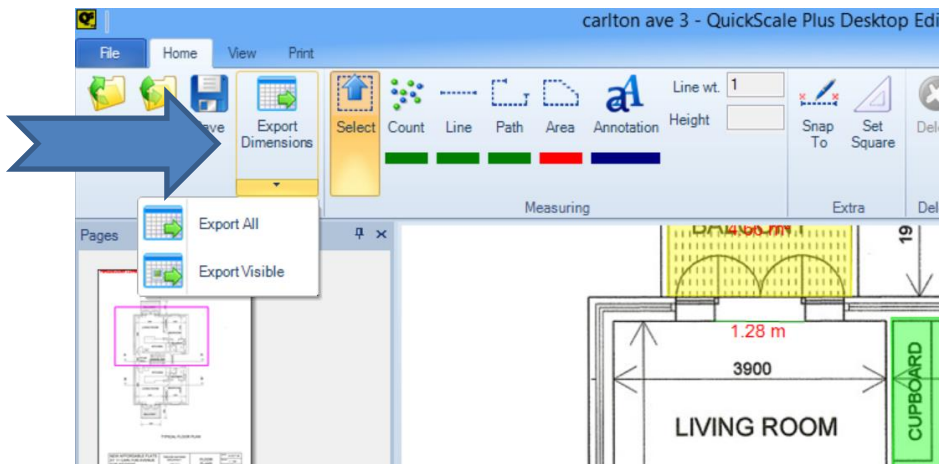 carlton ave 3 - QuickScale Plus Desktop Edi
File Home View Print
Export Dimensions
Select Count Line Path Area Annotation
Line wt. 1
Height
Snap To
Set Square
Del
Measuring
Extra
Del
Export All
Export Visible
Pages
19
1.28 m
3900
LIVING ROOM
CUPBOARD